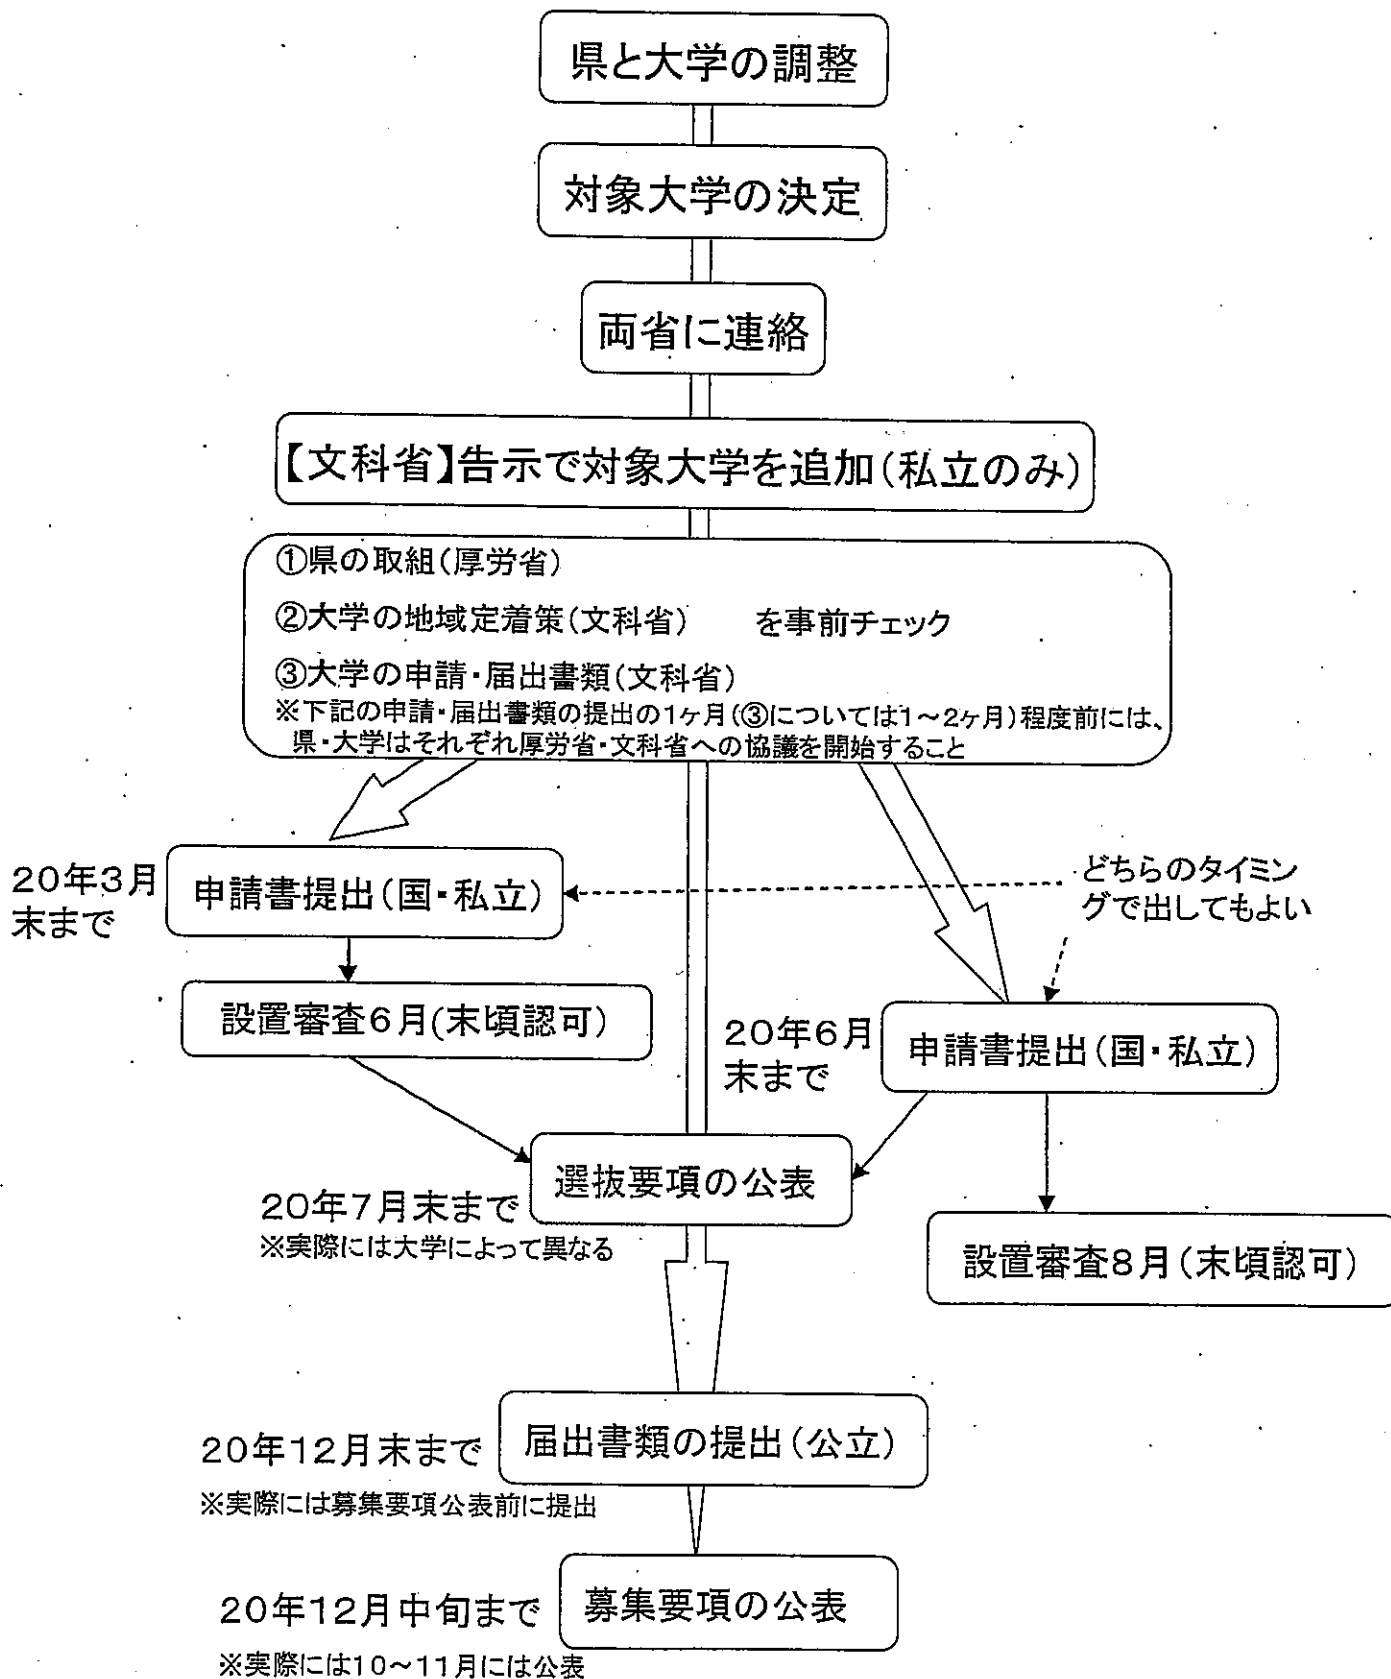 県と大学の調整
対象大学の決定
両省に連絡
【文科省】告示で対象大学を追加(私立のみ)
①県の取組(厚労省)
②大学の地域定着策(文科省) を事前チェック
③大学の申請・届出書類(文科省)
※下記の申請・届出書類の提出の1ヶ月(③については1～2ヶ月)程度前には、
県・大学はそれぞれ厚労省・文科省への協議を開始すること
20年3月
末まで
申請書提出(国・私立)
どちらのタイミン
グで出してもよい
設置審査6月(末頃認可)
20年6月
末まで
申請書提出(国・私立)
選抜要項の公表
20年7月末まで
※実際には大学によって異なる
設置審査8月(末頃認可)
届出書類の提出(公立)
20年12月末まで
※実際には募集要項公表前に提出
募集要項の公表
20年12月中旬まで
※実際には10～11月には公表